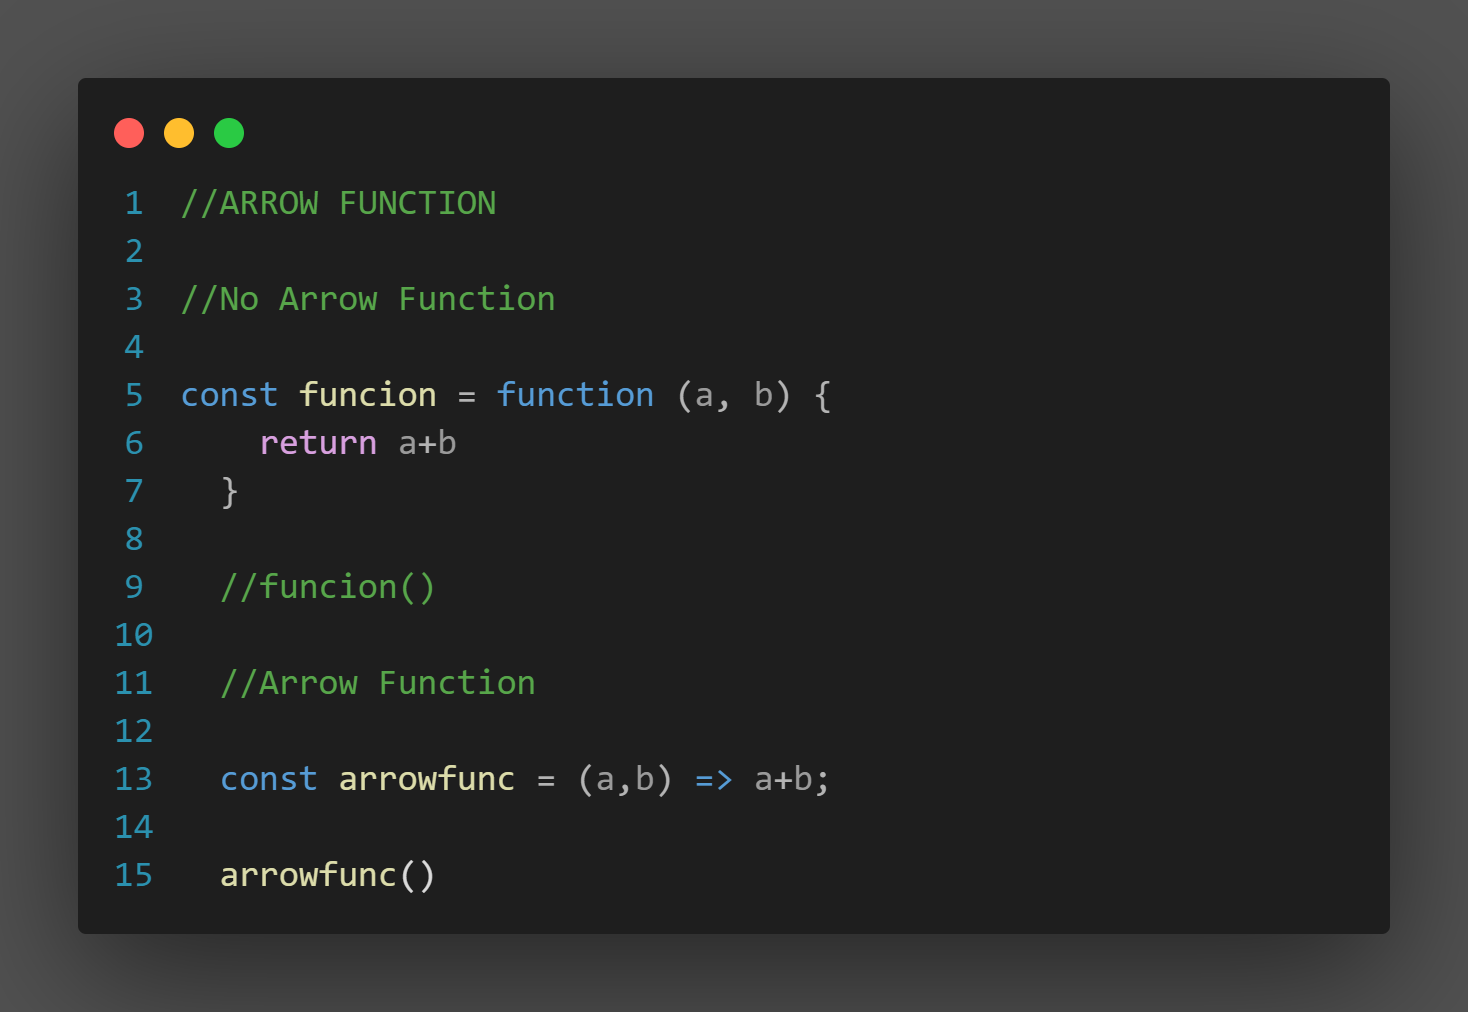 1 //ARROW FUNCTION
2
3 //No Arrow Function
4
5 const funcion = function (a, b) {
6     return a+b
7   }
8
9   //funcion()
10
11   //Arrow Function
12
13   const arrowfunc = (a,b) => a+b;
14
15   arrowfunc()